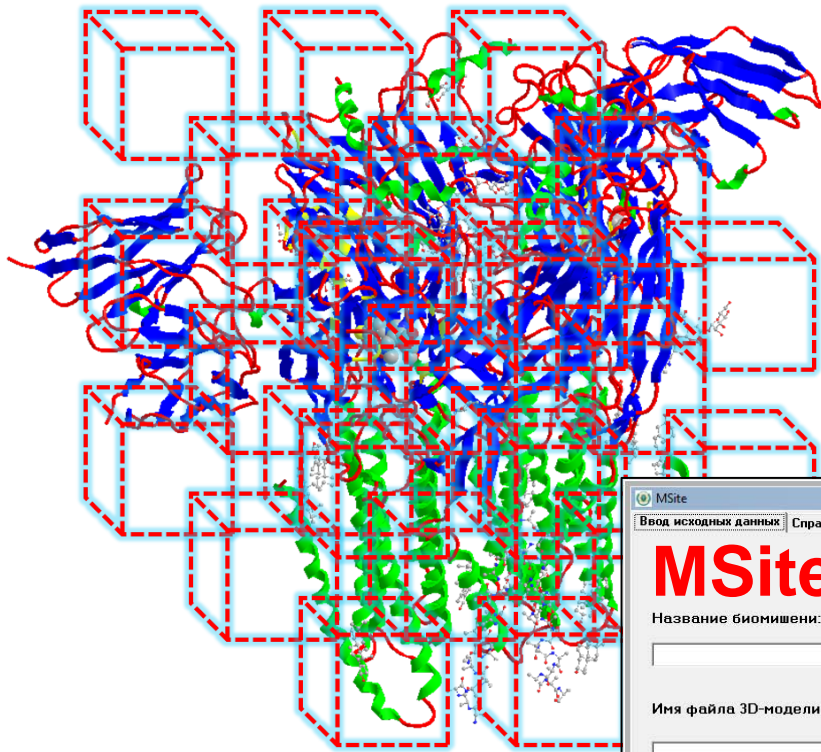 MSite
Ввод исходных данных
MSite
Название биомишени:
Имя файла 3D-модели